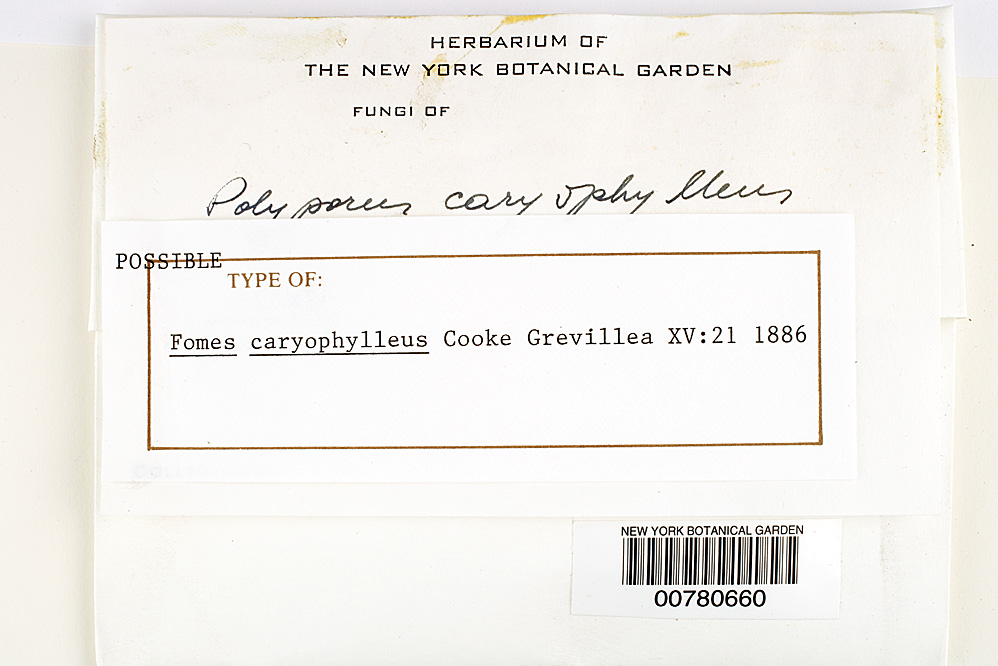 HERBARIUM OF
THE NEW YORK BOTANICAL GARDEN
FUNGI OF
Polyporus caryophylleus
POSSIBLE
TYPE OF:
Fomes caryophylleus Cooke Grevillea XV:21 1886
NEW YORK BOTANICAL GARDEN
00780660